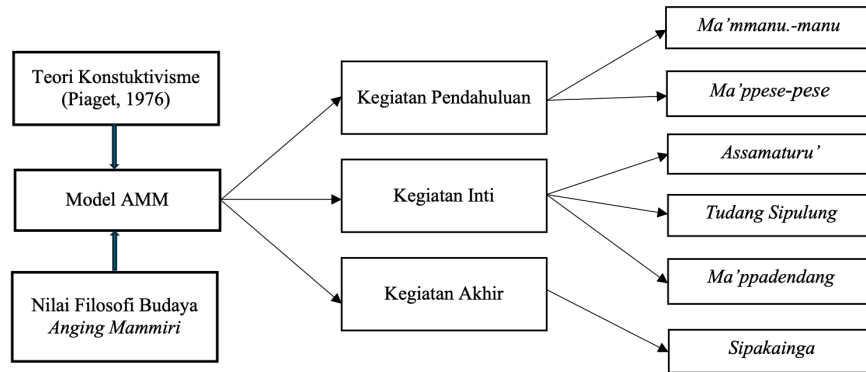 Teori Konstuktivisme
(Piaget, 1976)
Model AMM
Nilai Filosofi Budaya
Anging Mammiri
Kegiatan Pendahuluan
Kegiatan Inti
Kegiatan Akhir
Ma’mmanu.-manu
Ma’ppese-pese
Assamaturu’
Tudang Sipulung
Ma’ppadendang
Sipakainga